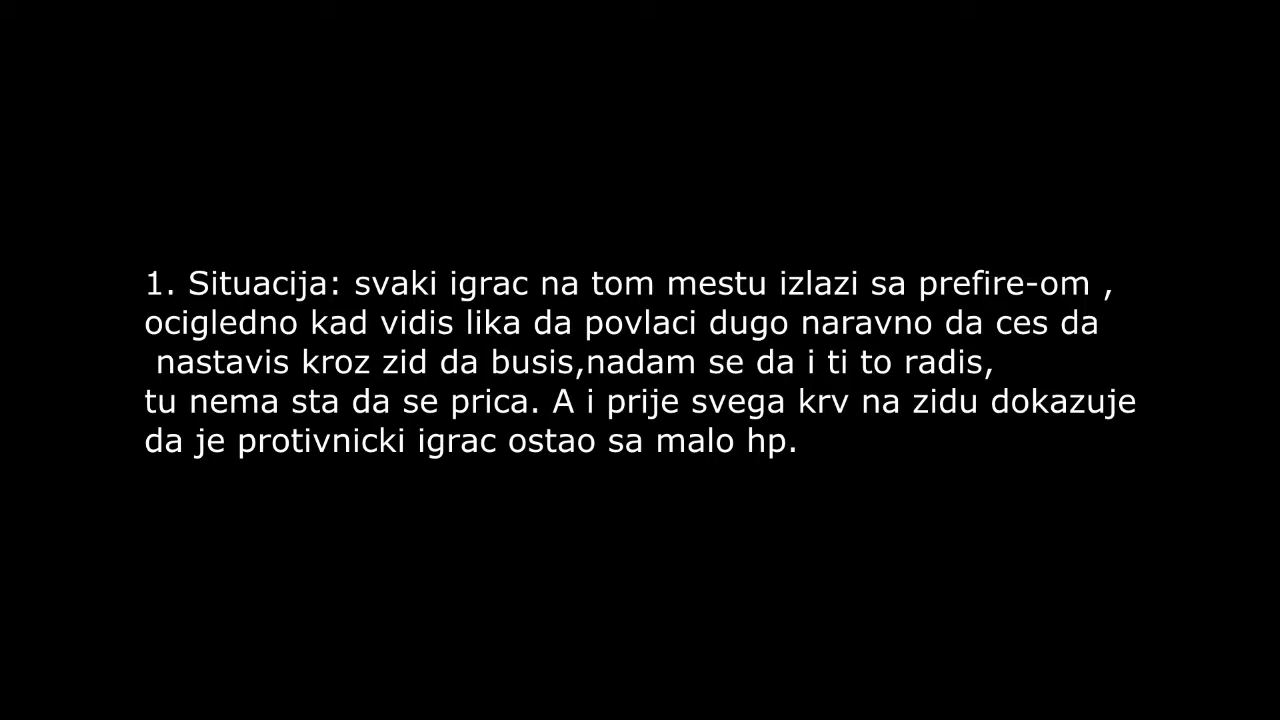 1. Situacija: svaki igrac na tom mestu izlazi sa prefire-om ,
ocigledno kad vidis lika da povlaci dugo naravno da ces da
nastavis kroz zid da busis,nadam se da i ti to radis,
tu nema sta da se prica. A i prije svega krv na zidu dokazuje
da je protivnicki igrac ostao sa malo hp.